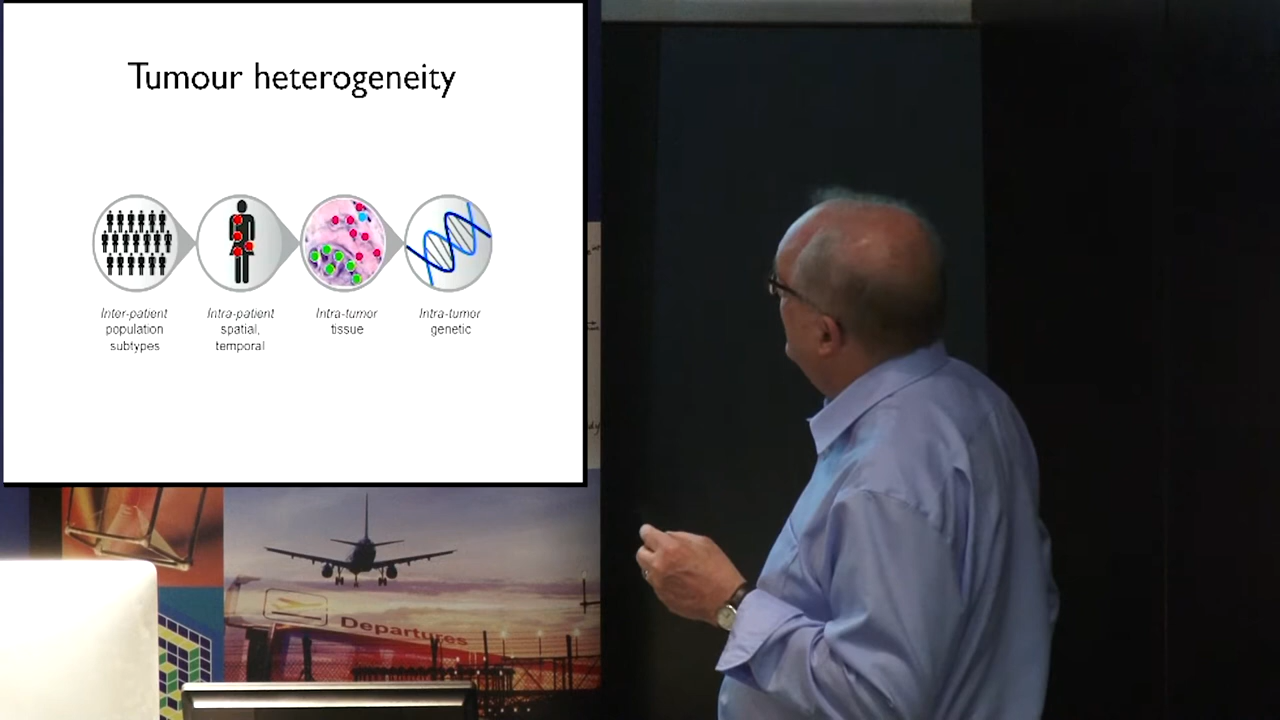 Tumour heterogeneity
Inter-patient
population
subtypes
Intra-patient
spatial,
temporal
Intra-tumor
tissue
Intra-tumor
genetic
Departures